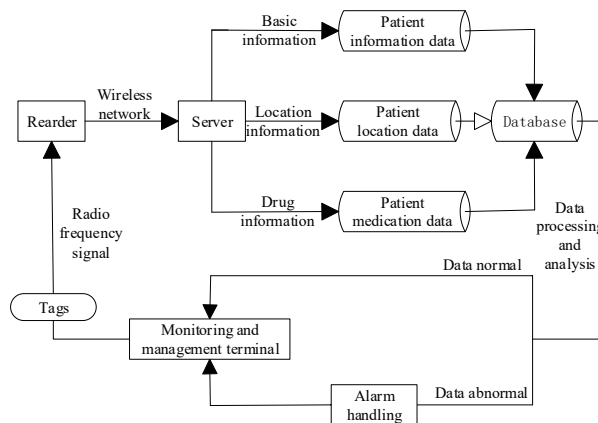 Basic
information
Patient
information data
Wireless
network
Rearder
Server
Location
information
Patient
location data
Database
Drug
information
Patient
medication data
Radio
frequency
signal
Data
processing
and
analysis
Data normal
Tags
Monitoring and
management terminal
Data abnormal
Alarm
handling